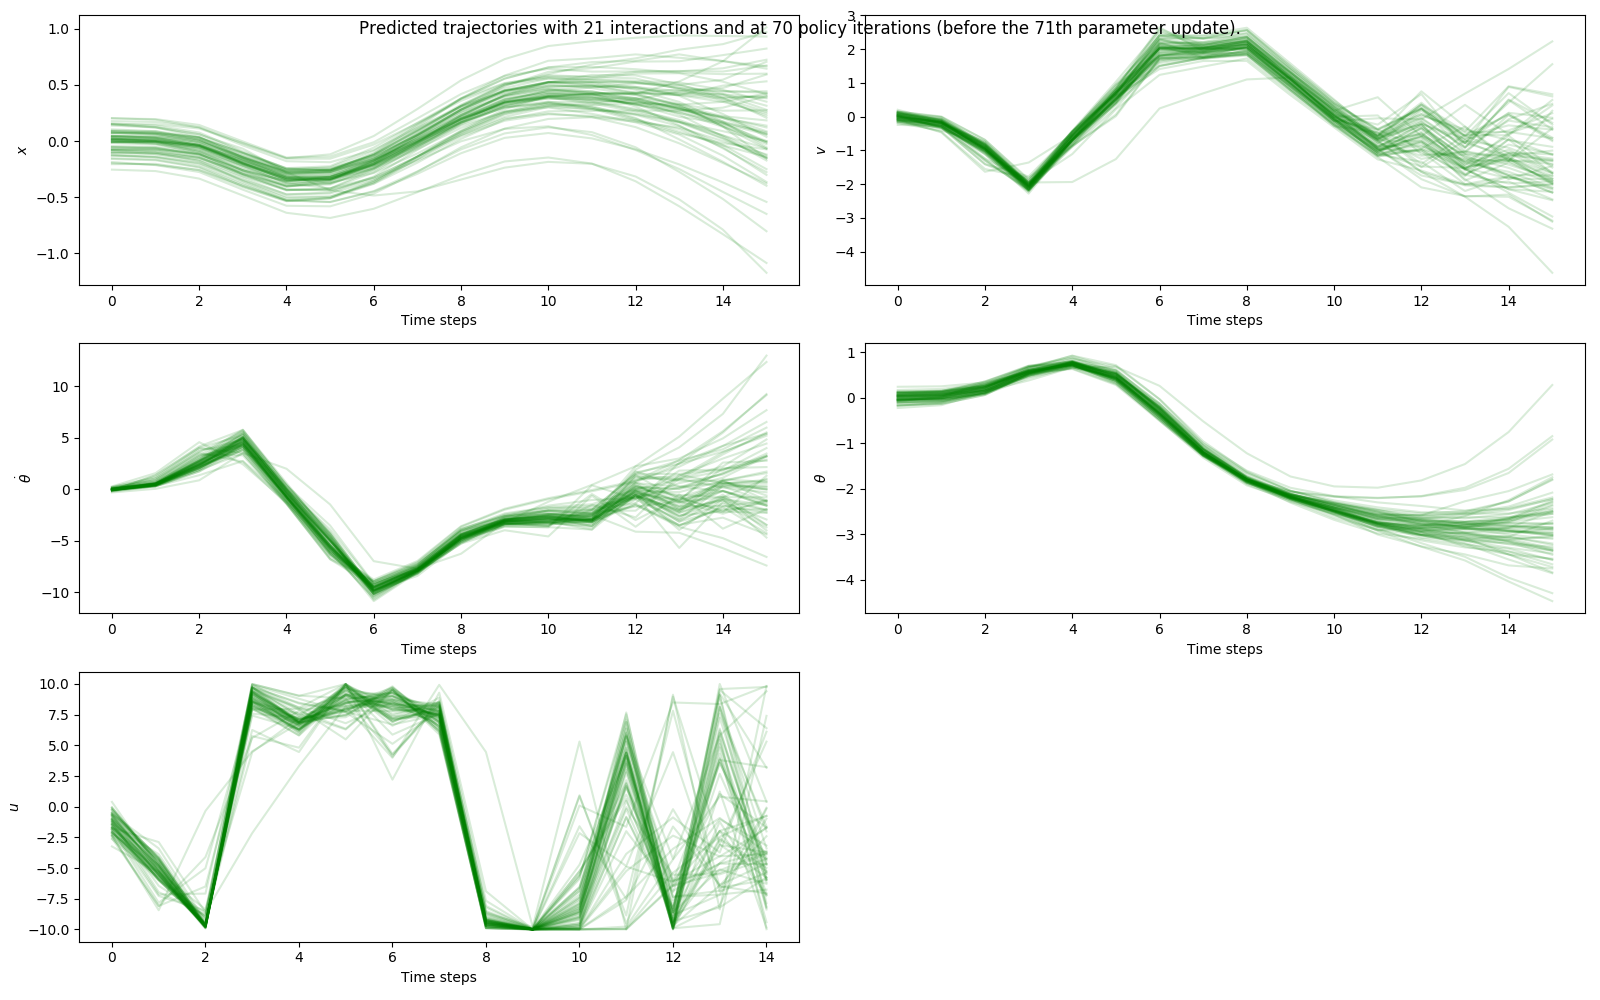 Predicted trajectories with 21 interactions and at 70 policy iterations (before the 71th parameter update).
1.0
0.5
0.0
−0.5
−1.0
x
0 2 4 6 8 10 12 14
Time steps
3
2
1
0
−1
−2
−3
−4
v
0 2 4 6 8 10 12 14
Time steps
10
5
0
−5
−10
θ̇
0 2 4 6 8 10 12 14
Time steps
1
0
−1
−2
−3
−4
θ
0 2 4 6 8 10 12 14
Time steps
10.0
7.5
5.0
2.5
0.0
−2.5
−5.0
−7.5
−10.0
u
0 2 4 6 8 10 12 14
Time steps